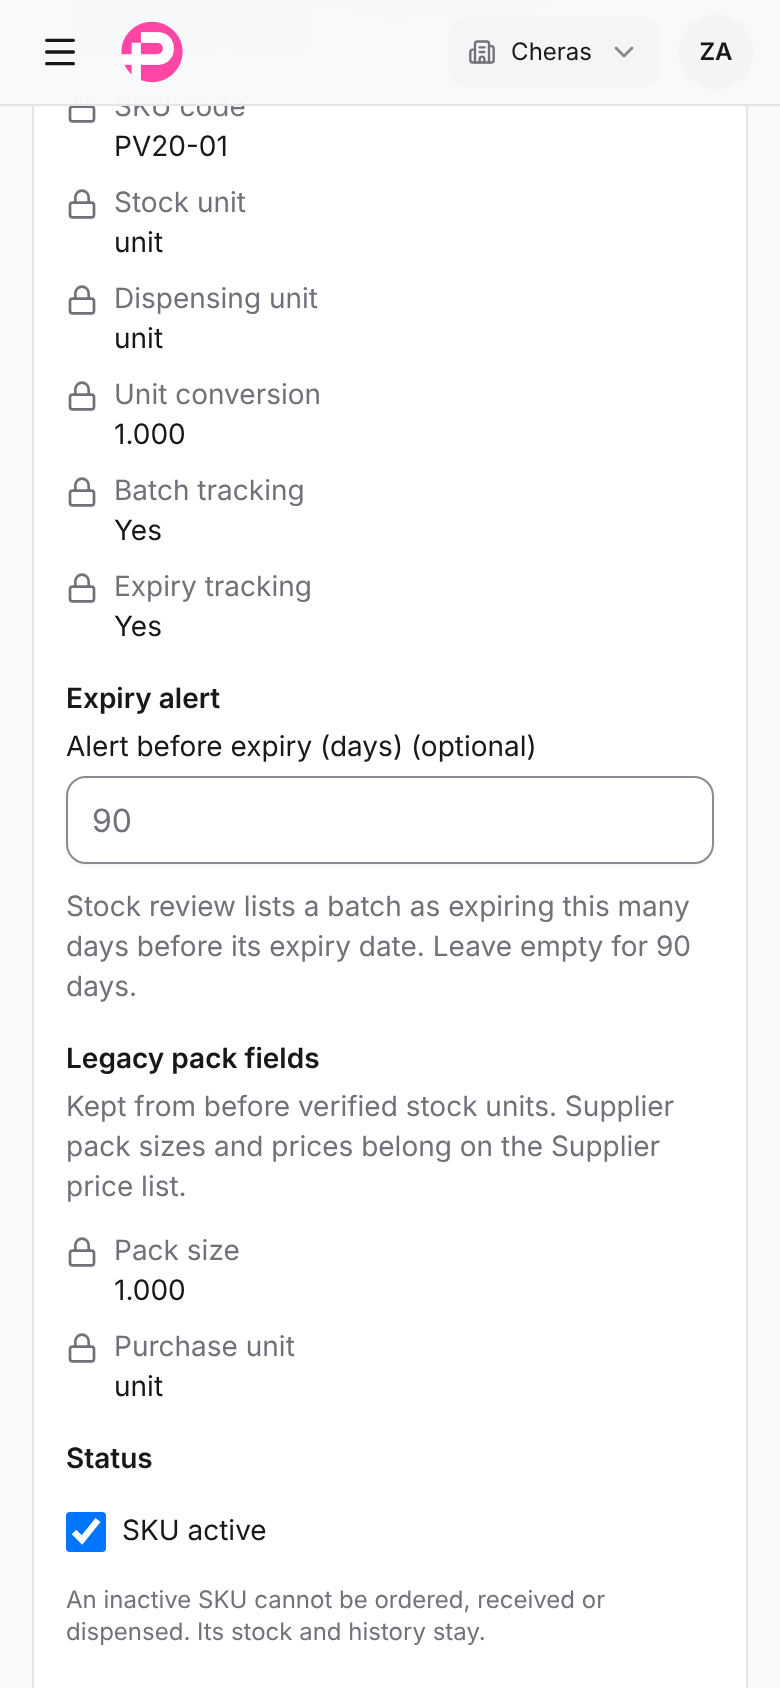 Cheras
ZA
SKU code
PV20-01
Stock unit
unit
Dispensing unit
unit
Unit conversion
1.000
Batch tracking
Yes
Expiry tracking
Yes
Expiry alert
Alert before expiry (days) (optional)
90
Stock review lists a batch as expiring this many
days before its expiry date. Leave empty for 90
days.
Legacy pack fields
Kept from before verified stock units. Supplier
pack sizes and prices belong on the Supplier
price list.
Pack size
1.000
Purchase unit
unit
Status
SKU active
An inactive SKU cannot be ordered, received or
dispensed. Its stock and history stay.